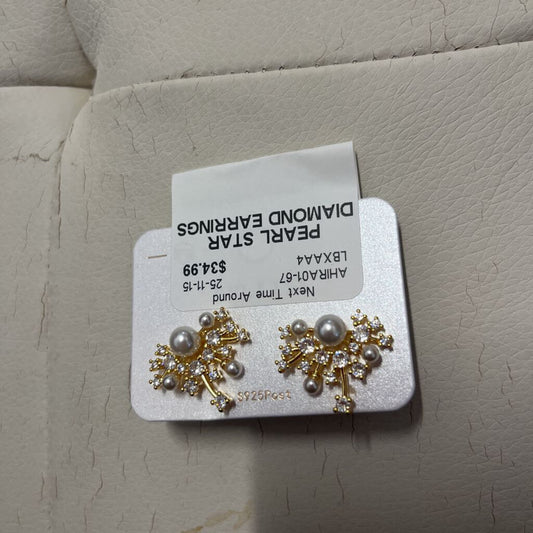 Next Time Around
AHIRA01-67 25-11-15
LBXAA4 $34.99
PEARL STAR
DIAMOND EARRINGS
S925Post